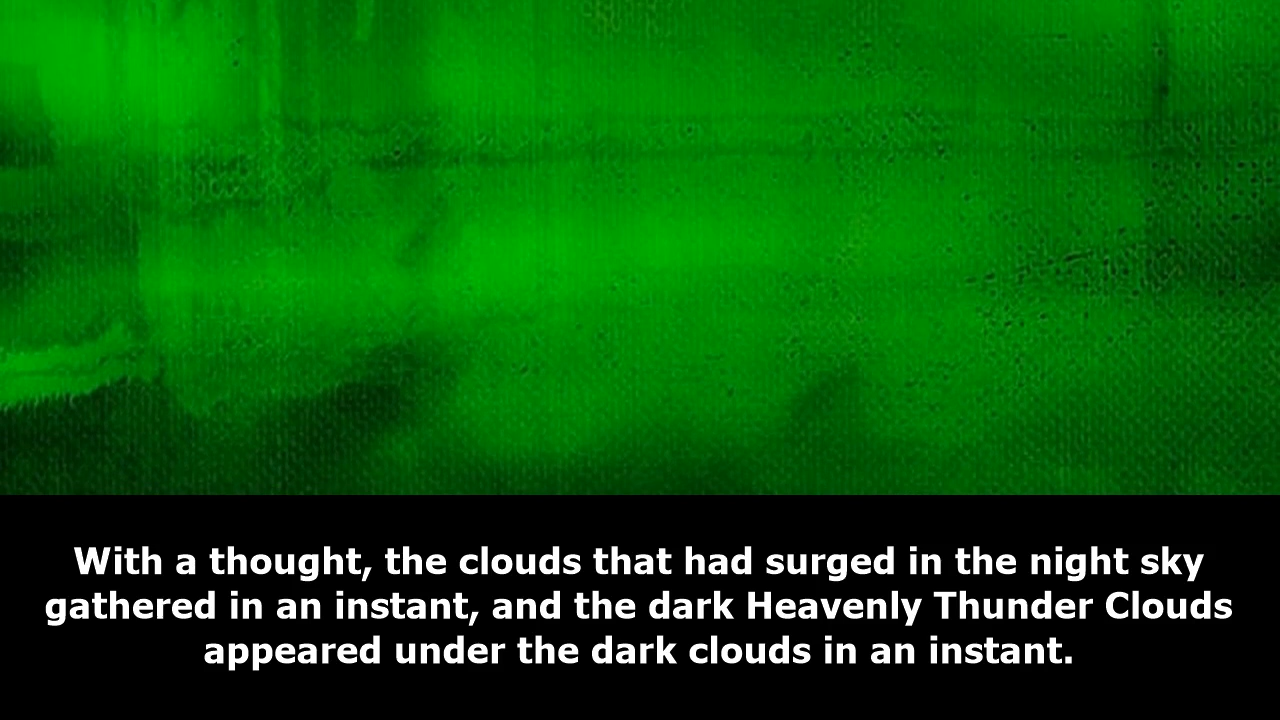 With a thought, the clouds that had surged in the night sky
gathered in an instant, and the dark Heavenly Thunder Clouds
appeared under the dark clouds in an instant.